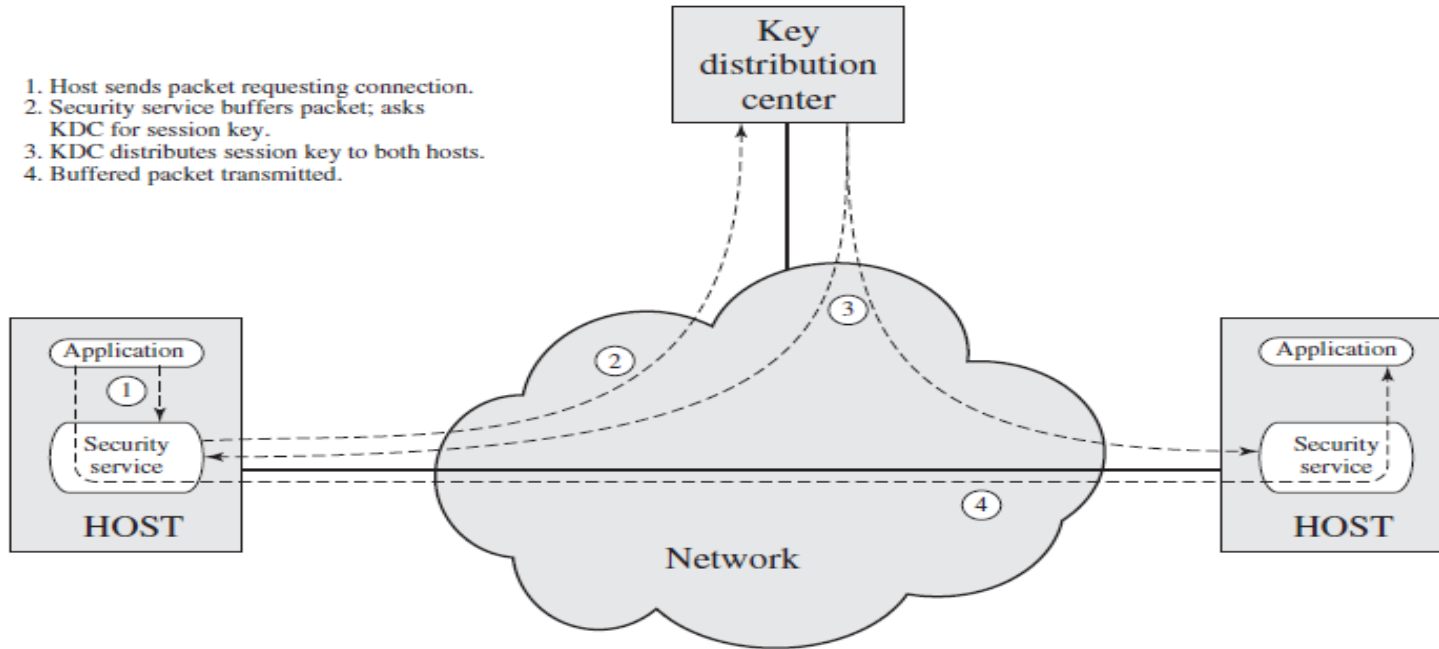 Key
distribution
center
1. Host sends packet requesting connection.
2. Security service buffers packet; asks
KDC for session key.
3. KDC distributes session key to both hosts.
4. Buffered packet transmitted.
3
2
Application
1
Security
service
HOST
Application
Security
service
HOST
4
Network